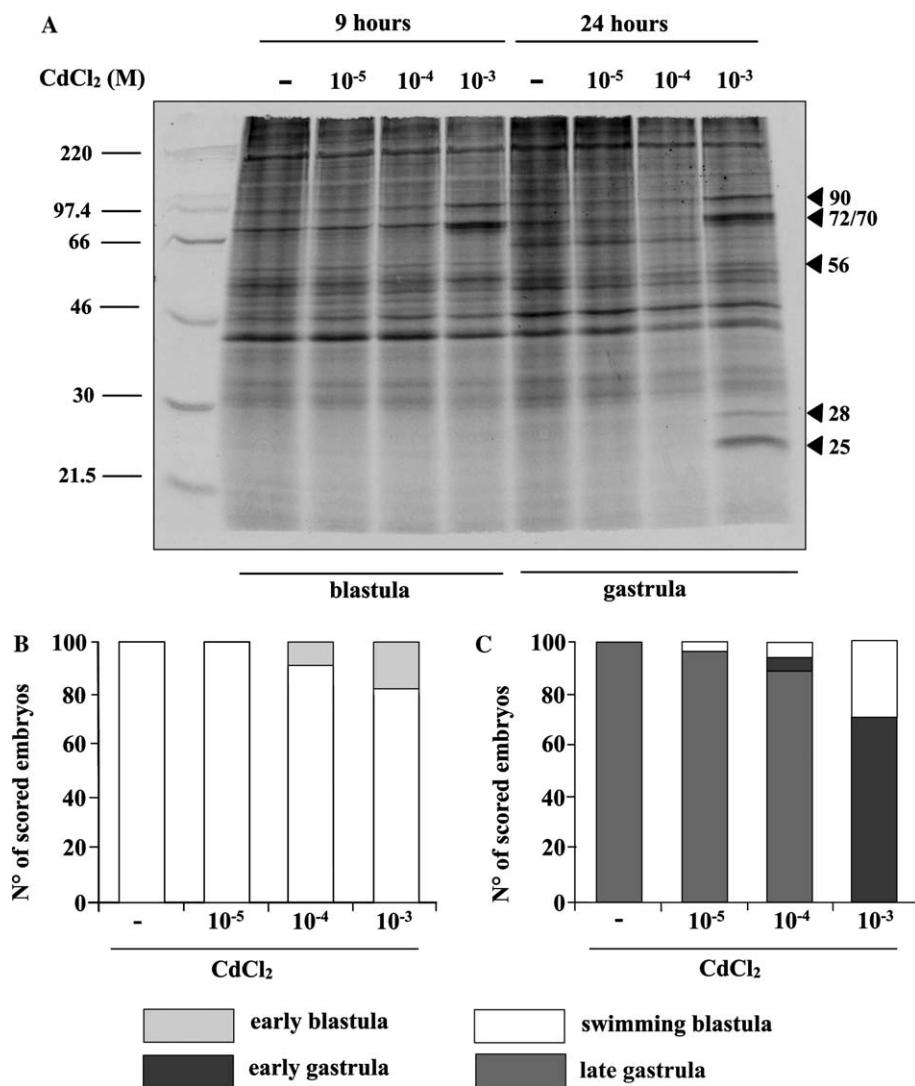 A
9 hours 24 hours
CdCl₂ (M) – 10⁻⁵ 10⁻⁴ 10⁻³ – 10⁻⁵ 10⁻⁴ 10⁻³
220
97.4
66
46
30
21.5
90
72/70
56
28
25
blastula gastrula
B
N° of scored embryos
100
80
60
40
20
0
- 10⁻⁵ 10⁻⁴ 10⁻³
CdCl₂
C
N° of scored embryos
100
80
60
40
20
0
- 10⁻⁵ 10⁻⁴ 10⁻³
CdCl₂
early blastula swimming blastula
early gastrula late gastrula